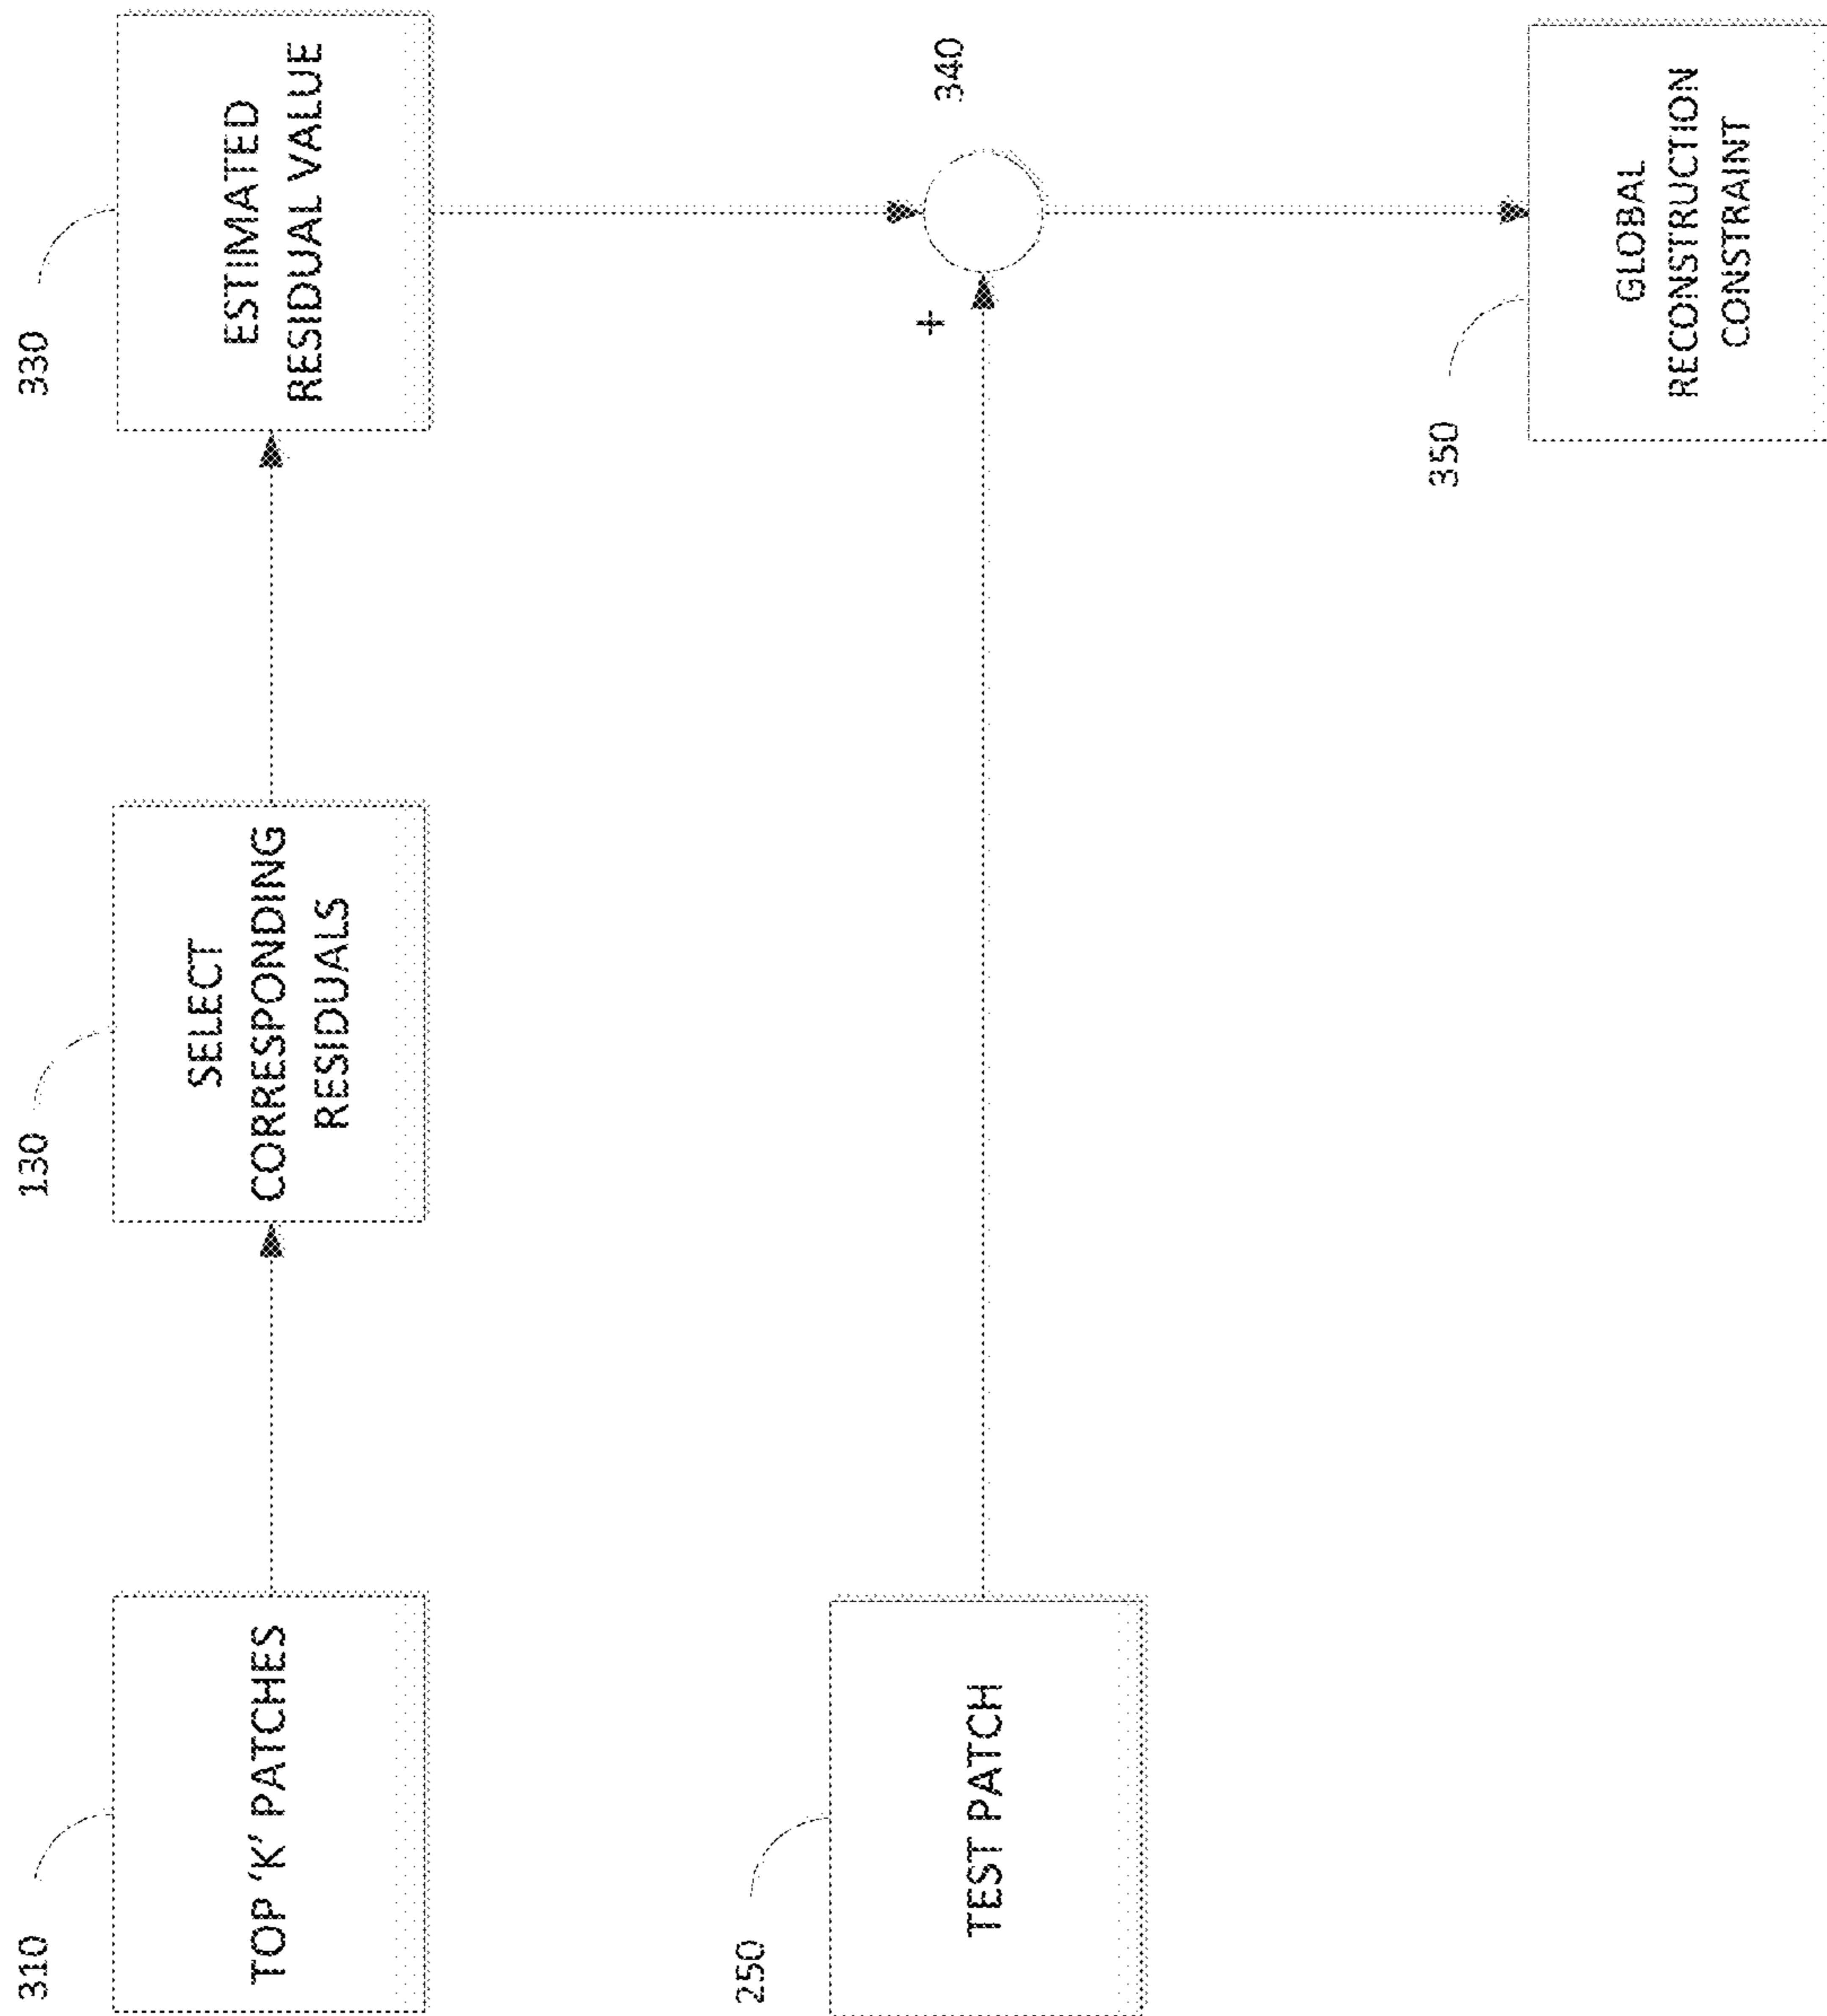 310
TOP 'K' PATCHES
130
SELECT
CORRESPONDING
RESIDUALS
330
ESTIMATED
RESIDUAL VALUE
250
TEST PATCH
+
340
350
GLOBAL
RECONSTRUCTION
CONSTRAINT